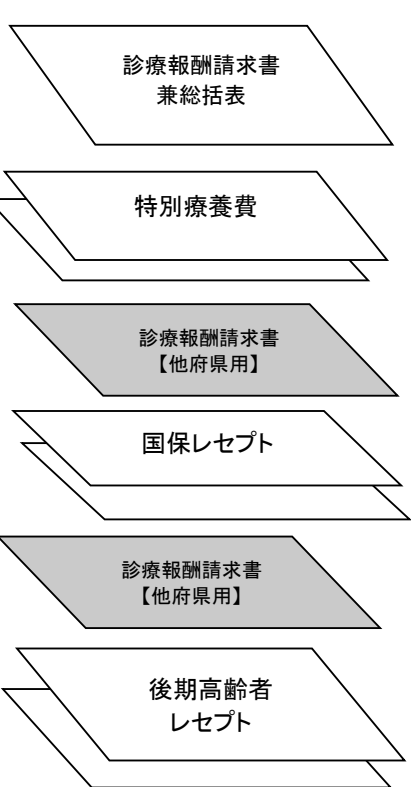 診療報酬請求書
兼総括表
特別療養費
診療報酬請求書
【他府県用】
国保レセプト
診療報酬請求書
【他府県用】
後期高齢者
レセプト